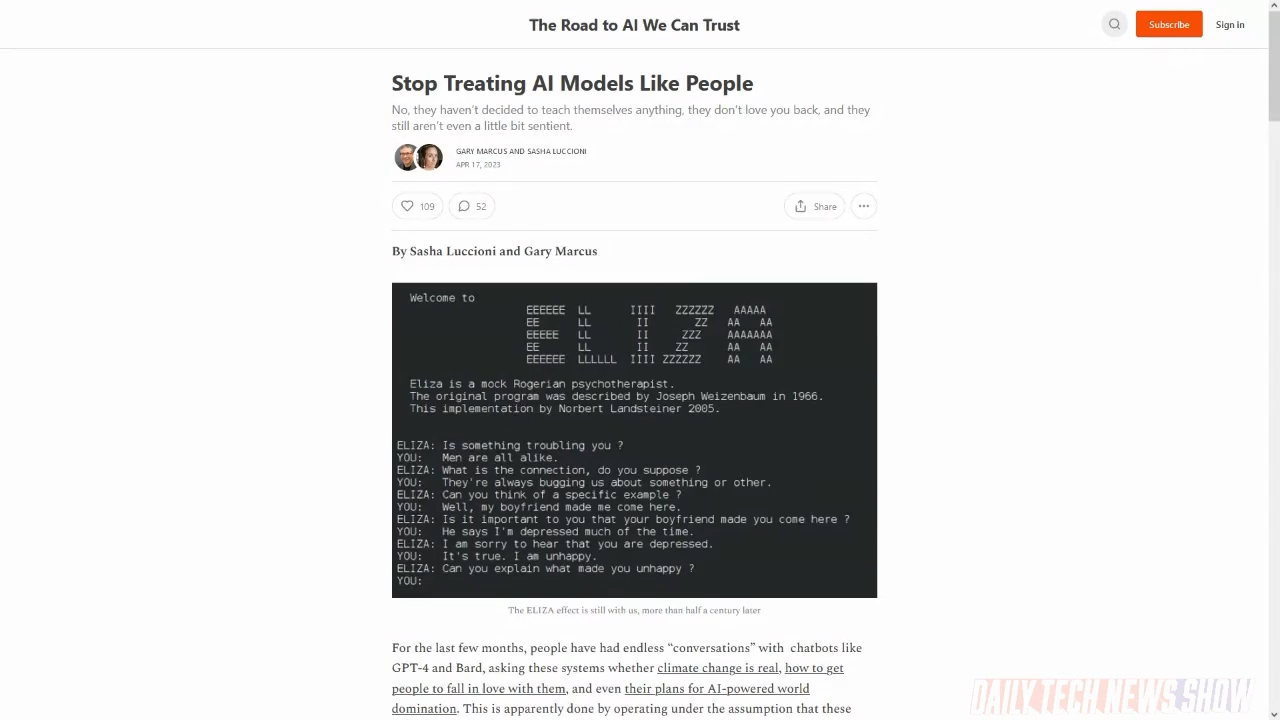 The Road to AI We Can Trust
Subscribe
Sign in
Stop Treating AI Models Like People
No, they haven't decided to teach themselves anything, they don't love you back, and they
still aren't even a little bit sentient.
GARY MARCUS AND SASHA LUCCIONI
APR 17, 2023
109
52
Share
By Sasha Luccioni and Gary Marcus
Welcome to
EEEEEE LL IIII ZZZZZZ AAAAA
EE LL II ZZ AA AA
EEEEE LL II ZZZ AAAAAAA
EE LL II ZZ AA AA
EEEEEE LLLLLL IIII ZZZZZZ AA AA
Eliza is a mock Rogerian psychotherapist.
The original program was described by Joseph Weizenbaum in 1966.
This implementation by Norbert Landsteiner 2005.
ELIZA: Is something troubling you ?
YOU: Men are all alike.
ELIZA: What is the connection, do you suppose ?
YOU: They're always bugging us about something or other.
ELIZA: Can you think of a specific example ?
YOU: Well, my boyfriend made me come here.
ELIZA: Is it important to you that your boyfriend made you come here ?
YOU: He says I'm depressed much of the time.
ELIZA: I am sorry to hear that you are depressed.
YOU: It's true. I am unhappy.
ELIZA: Can you explain what made you unhappy ?
YOU:
The ELIZA effect is still with us, more than half a century later
For the last few months, people have had endless “conversations” with chatbots like
GPT-4 and Bard, asking these systems whether climate change is real, how to get
people to fall in love with them, and even their plans for AI-powered world
domination. This is apparently done by operating under the assumption that these
DAILY TECH NEWS SHOW